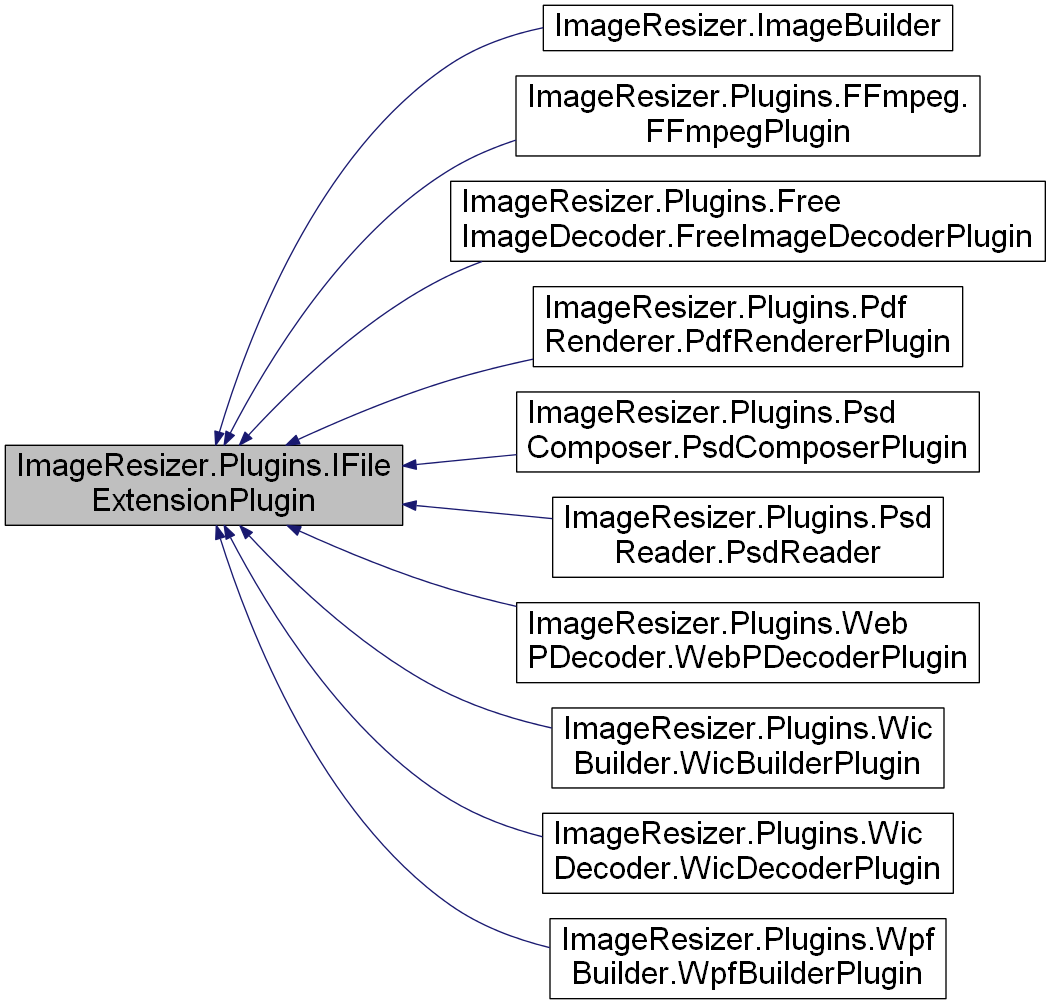 ImageResizer.ImageBuilder
ImageResizer.Plugins.FFmpeg.
FFmpegPlugin
ImageResizer.Plugins.Free
ImageDecoder.FreeImageDecoderPlugin
ImageResizer.Plugins.Pdf
Renderer.PdfRendererPlugin
ImageResizer.Plugins.Psd
Composer.PsdComposerPlugin
ImageResizer.Plugins.IFile
ExtensionPlugin
ImageResizer.Plugins.Psd
Reader.PsdReader
ImageResizer.Plugins.Web
PDecoder.WebPDecoderPlugin
ImageResizer.Plugins.Wic
Builder.WicBuilderPlugin
ImageResizer.Plugins.Wic
Decoder.WicDecoderPlugin
ImageResizer.Plugins.Wpf
Builder.WpfBuilderPlugin